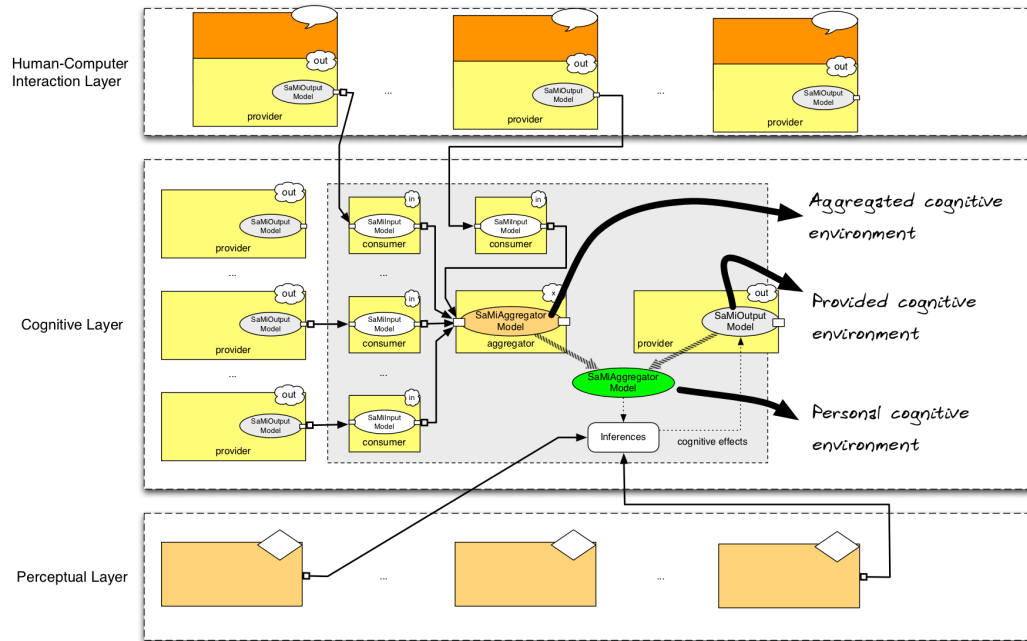 Human-Computer
Interaction Layer
out
SaMiOutput
Model
provider
...
out
SaMiOutput
Model
provider
...
out
SaMiOutput
Model
provider
Cognitive Layer
out
SaMiOutput
Model
provider
...
out
SaMiOutput
Model
provider
...
out
SaMiOutput
Model
provider
in
SaMiInput
Model
consumer
...
in
SaMiInput
Model
consumer
...
in
SaMiInput
Model
consumer
in
SaMiInput
Model
consumer
x
SaMiAggregator
Model
aggregator
out
SaMiOutput
Model
provider
SaMiAggregator
Model
Inferences
cognitive effects
Aggregated cognitive
environment
Provided cognitive
environment
Personal cognitive
environment
Perceptual Layer
...
...